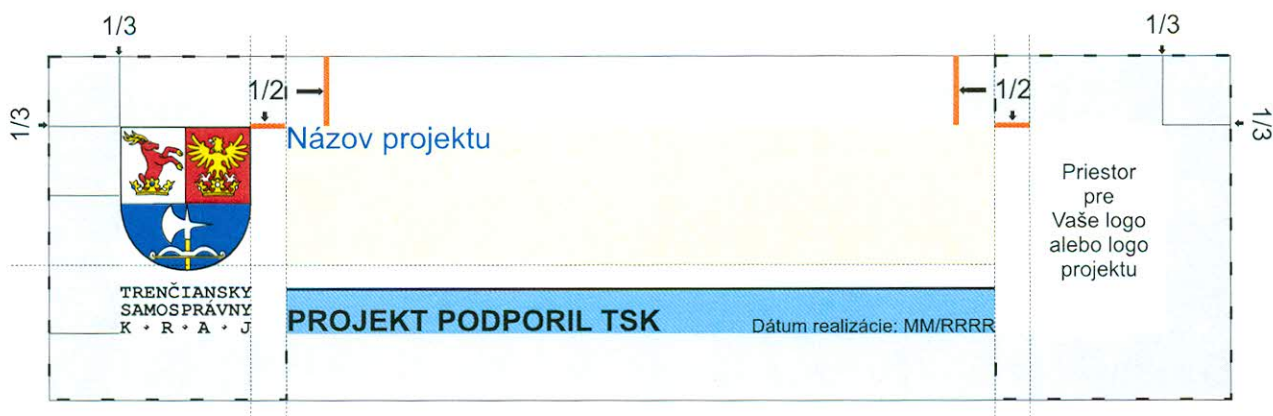 1/3
1/3
1/2
1/2
1/3
1/3
Názov projektu
Priestor
pre
Vaše logo
alebo logo
projektu
TRENČIANSKY
SAMOSPRÁVNY
K · R · A · J
PROJEKT PODPORIL TSK
Dátum realizácie: MM/RRRR